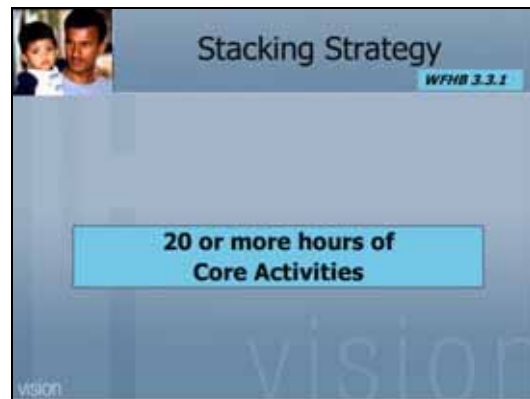 Stacking Strategy
WFHB 3.3.1
20 or more hours of
Core Activities
vision
vision